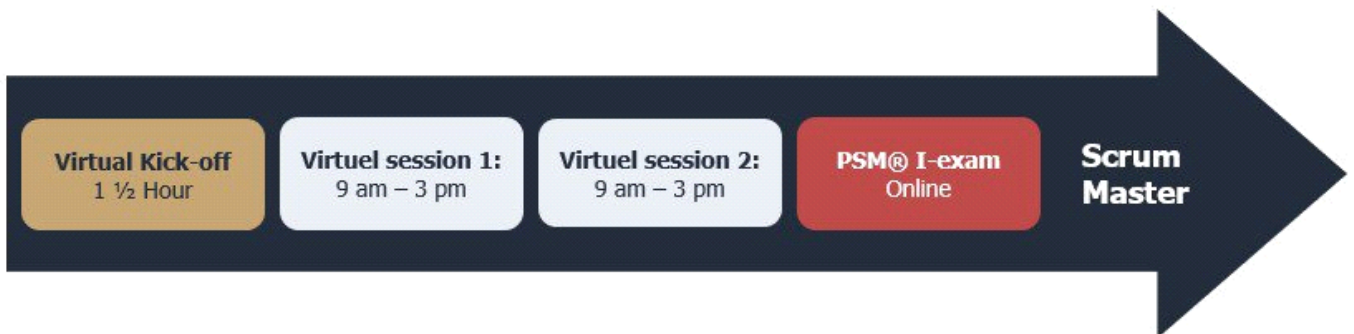 Virtual Kick-off
1 ½ Hour
Virtuel session 1:
9 am – 3 pm
Virtuel session 2:
9 am – 3 pm
PSM® I-exam
Online
Scrum
Master